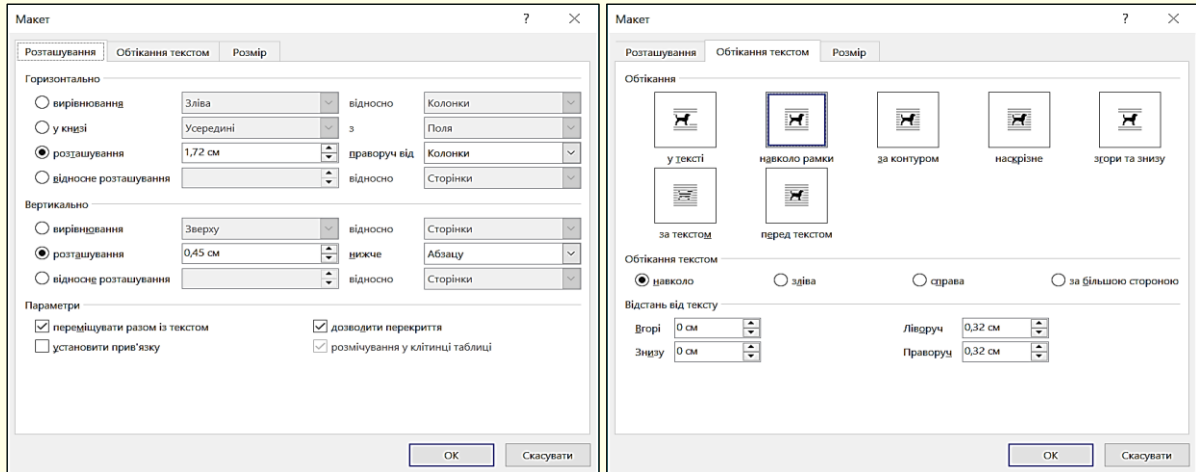 Макет ? ×
Розташування Обтікання текстом Розмір
Горизонтально
вирівнювання Зліва відносно Колонки
у книзі Усередині з Поля
розташування 1,72 см праворуч від Колонки
відносне розташування відносно Сторінки
Вертикально
вирівнювання Зверху відносно Сторінки
розташування 0,45 см нижче Абзацу
відносне розташування відносно Сторінки
Параметри
переміщувати разом із текстом дозволити перекриття
установити прив'язку розмічування у клітинці таблиці
ОК Скасувати
Макет ? ×
Розташування Обтікання текстом Розмір
Обтікання
у тексті навколо рамки за контуром наскрізне згори та знизу
за текстом перед текстом
Обтікання текстом
навколо зліва справа за більшою стороною
Відстань від тексту
Вгорі 0 см Ліворуч 0,32 см
Знизу 0 см Праворуч 0,32 см
ОК Скасувати